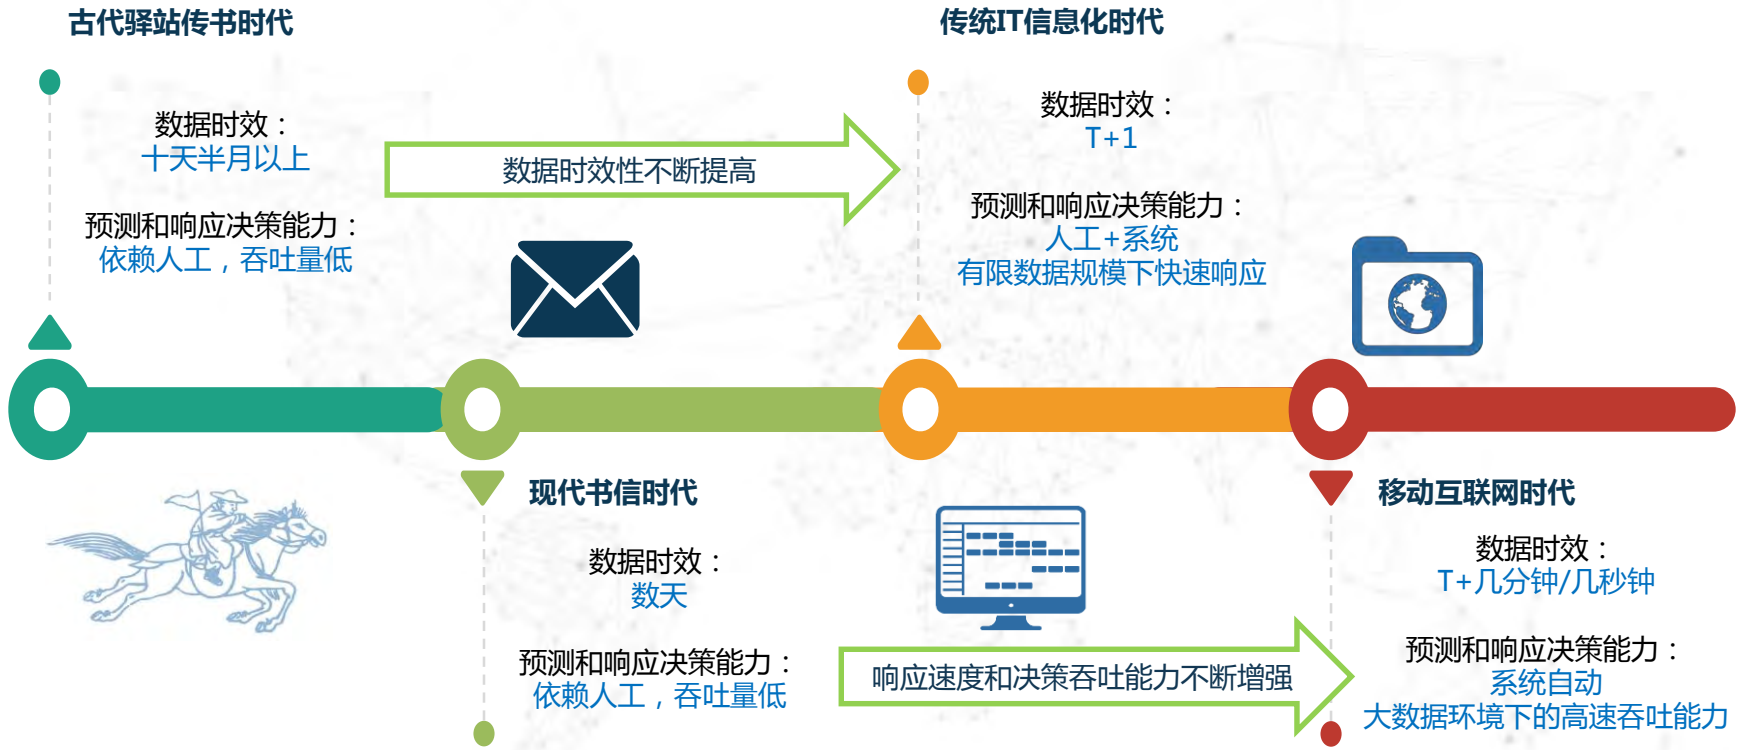 古代驿站传书时代
数据时效：
十天半月以上
预测和响应决策能力：
依赖人工，吞吐量低
数据时效性不断提高
传统IT信息化时代
数据时效：
T+1
预测和响应决策能力：
人工+系统
有限数据规模下快速响应
现代书信时代
数据时效：
数天
预测和响应决策能力：
依赖人工，吞吐量低
响应速度和决策吞吐能力不断增强
移动互联网时代
数据时效：
T+几分钟/几秒钟
预测和响应决策能力：
系统自动
大数据环境下的高速吞吐能力